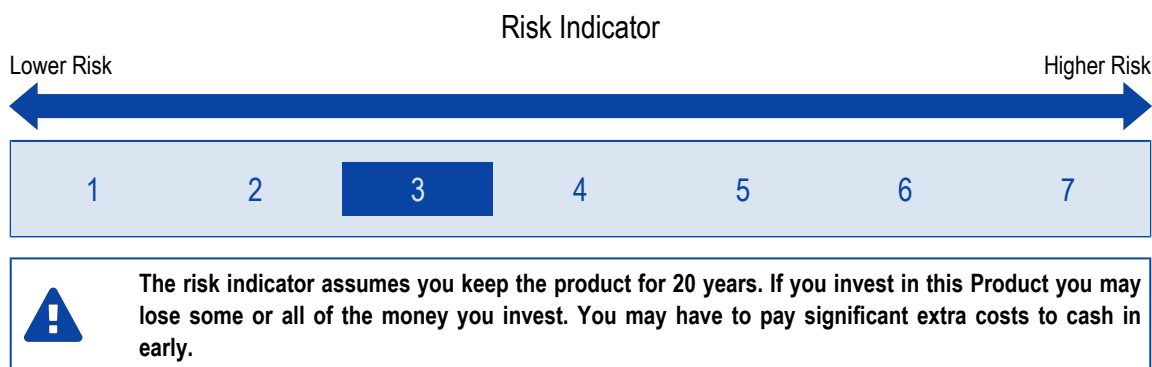 Risk Indicator
Lower Risk Higher Risk
1 2 3 4 5 6 7
The risk indicator assumes you keep the product for 20 years. If you invest in this Product you may
lose some or all of the money you invest. You may have to pay significant extra costs to cash in
early.